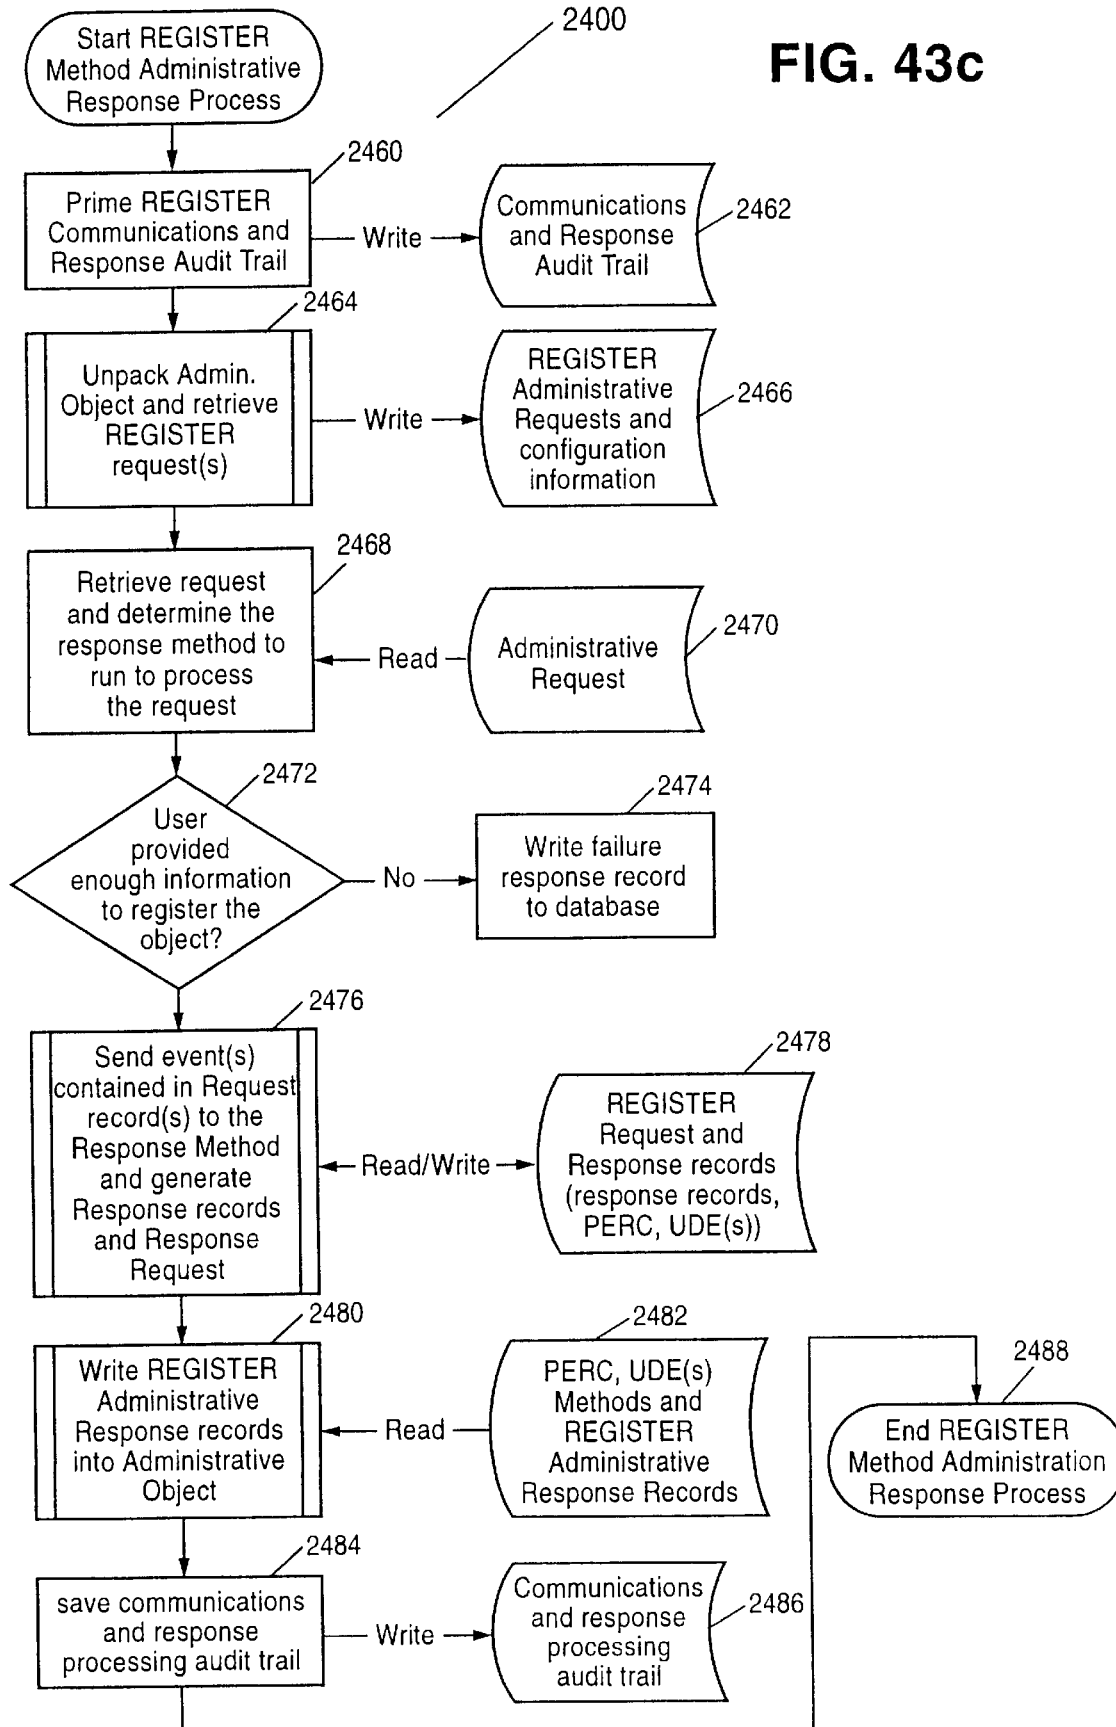 Start REGISTER
Method Administrative
Response Process
2400
FIG. 43c
2460
Prime REGISTER
Communications and
Response Audit Trail
Write
Communications
and Response
Audit Trail
2462
2464
Unpack Admin.
Object and retrieve
REGISTER
request(s)
Write
REGISTER
Administrative
Requests and
configuration
information
2466
2468
Retrieve request
and determine the
response method to
run to process
the request
Read
Administrative
Request
2470
2472
User
provided
enough information
to register the
object?
No
2474
Write failure
response record
to database
2476
Send event(s)
contained in Request
record(s) to the
Response Method
and generate
Response records
and Response
Request
Read/Write
2478
REGISTER
Request and
Response records
(response records,
PERC, UDE(s))
2480
Write REGISTER
Administrative
Response records
into Administrative
Object
Read
2482
PERC, UDE(s)
Methods and
REGISTER
Administrative
Response Records
2484
save communications
and response
processing audit trail
Write
Communications
and response
processing
audit trail
2486
2488
End REGISTER
Method Administration
Response Process